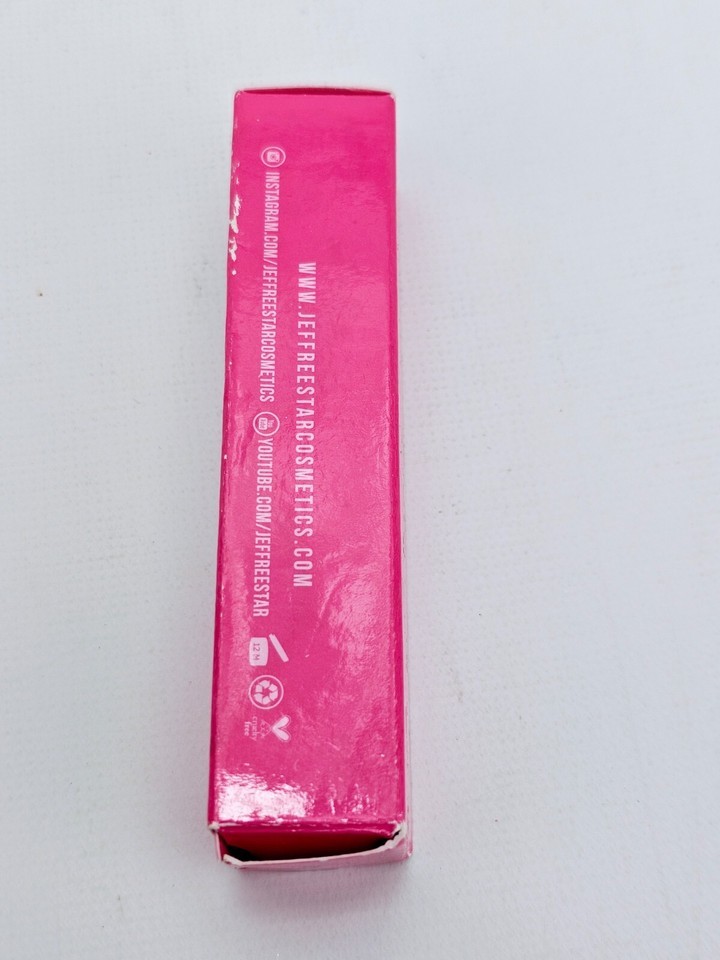 WWW.JEFFREESTARCOSMETICS.COM
INSTAGRAM.COM/JEFFREESTARCOSMETICS YOUTUBE.COM/JEFFREESTAR
12 M
cruelty
free